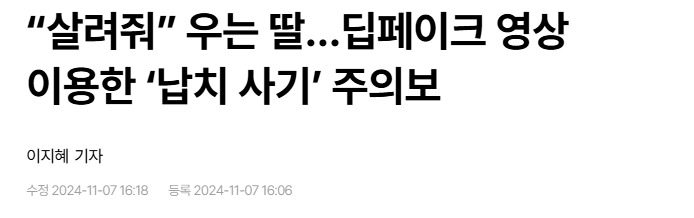 “살려줘” 우는 딸…딥페이크 영상
이용한 ‘납치 사기’ 주의보
이지혜 기자
수정 2024-11-07 16:18 등록 2024-11-07 16:06